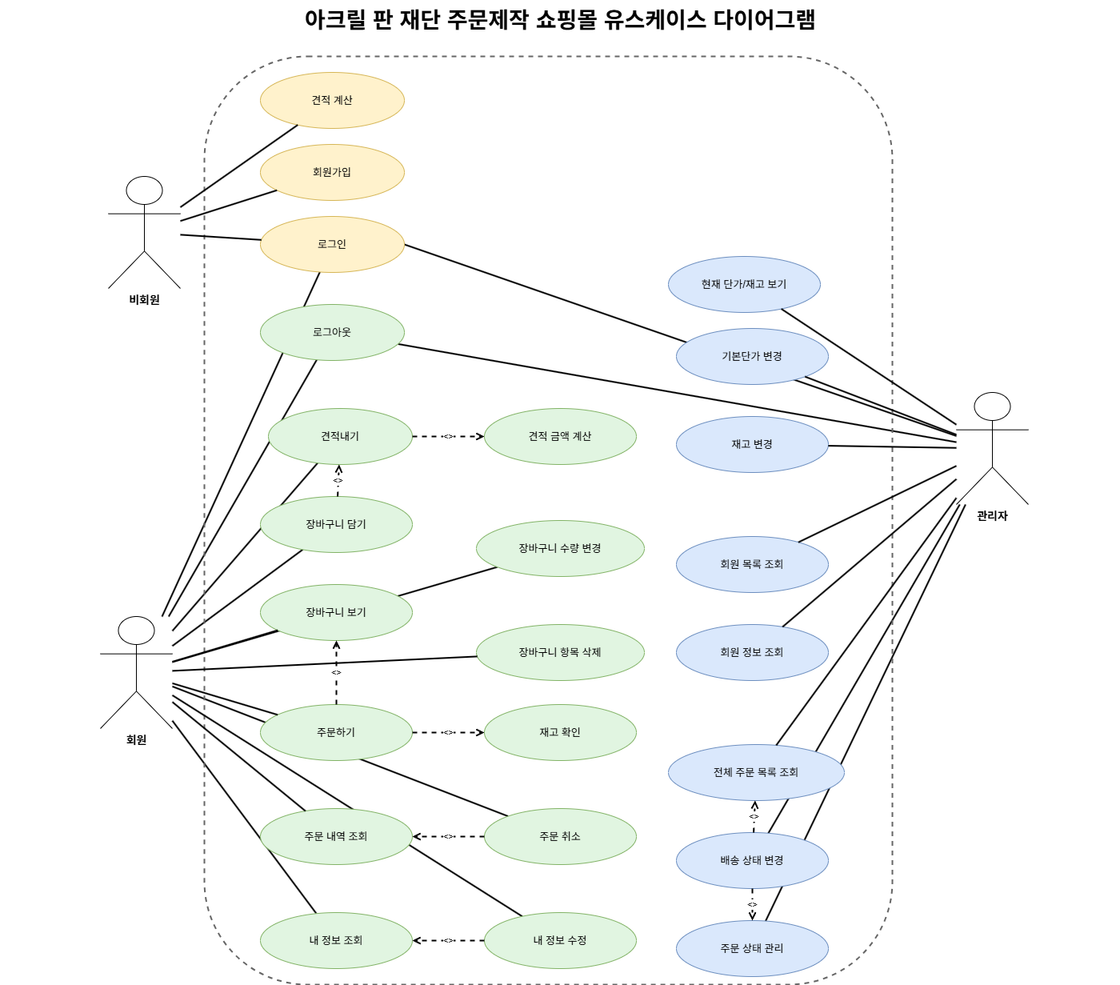 아크릴 판 재단 주문제작 쇼핑몰 유스케이스 다이어그램
견적 계산
회원가입
로그인
비회원
현재 단가/재고 보기
로그아웃
기본단가 변경
견적내기
<>
견적 금액 계산
재고 변경
<>
관리자
장바구니 담기
장바구니 수량 변경
회원 목록 조회
장바구니 보기
장바구니 항목 삭제
회원 정보 조회
<>
회원
주문하기
<>
재고 확인
전체 주문 목록 조회
<>
주문 내역 조회
<>
주문 취소
배송 상태 변경
<>
내 정보 조회
<>
내 정보 수정
주문 상태 관리